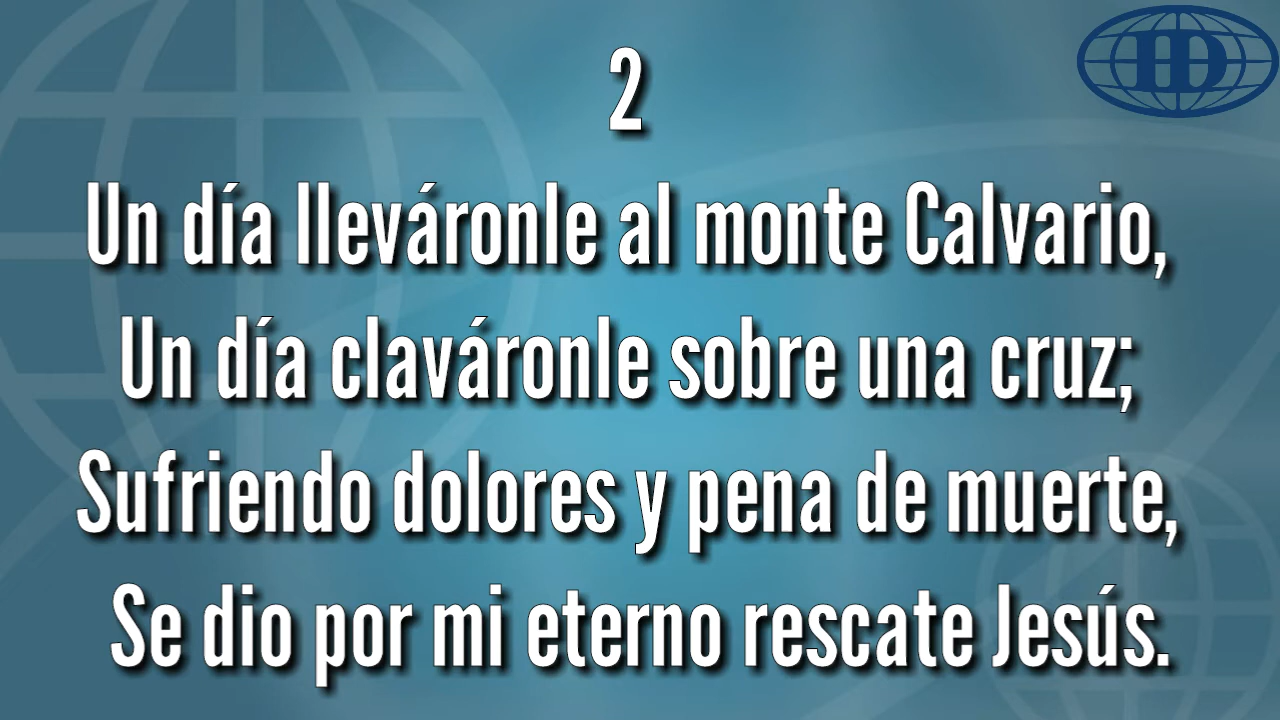 ID
2
Un día lleváronle al monte Calvario,
Un día claváronle sobre una cruz;
Sufriendo dolores y pena de muerte,
Se dio por mi eterno rescate Jesús.